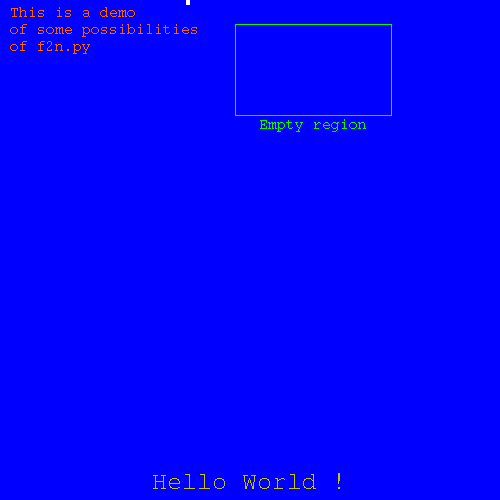 This is a demo
of some possibilities
of f2n.py
Empty region
Hello World !